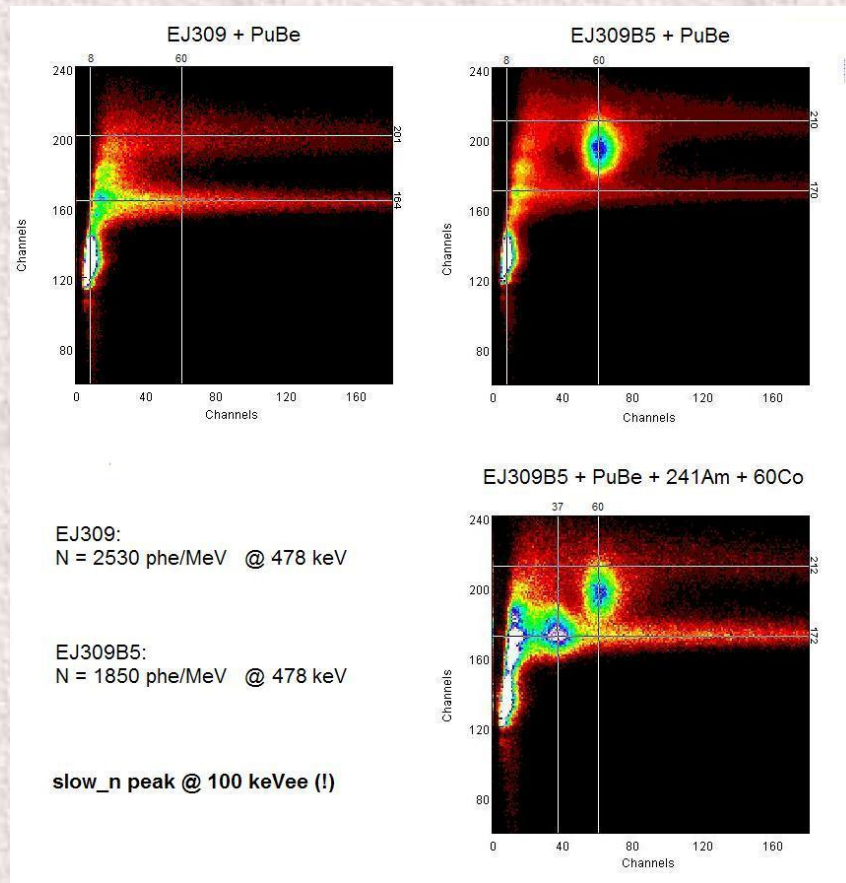 EJ309 + PuBe
8 60
240
200
160
120
80
201
164
Channels
0 40 80 120 160
Channels
EJ309B5 + PuBe
8 60
240
200
160
120
80
210
170
Channels
0 40 80 120 160
Channels
EJ309:
N = 2530 phe/MeV @ 478 keV
EJ309B5:
N = 1850 phe/MeV @ 478 keV
slow_n peak @ 100 keVee (!)
EJ309B5 + PuBe + 241Am + 60Co
37 60
240
200
160
120
80
212
172
Channels
0 40 80 120 160
Channels